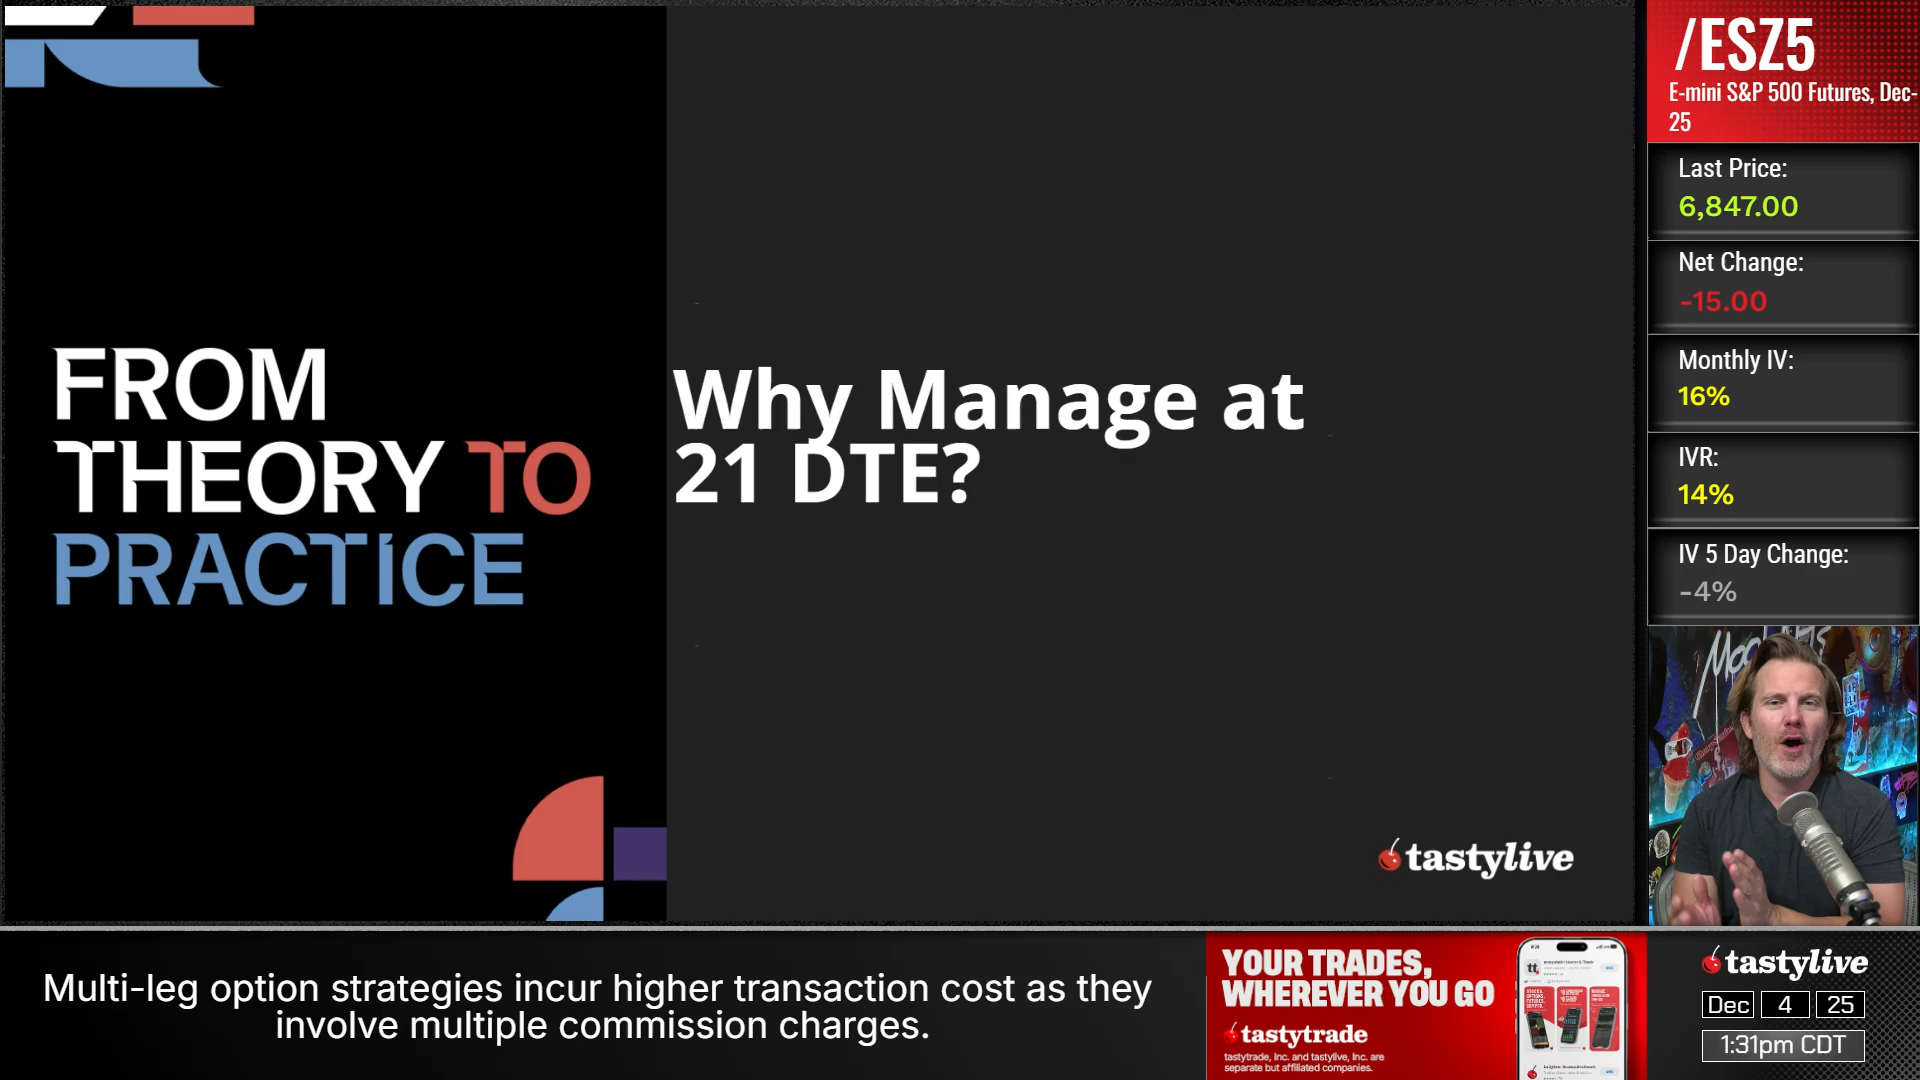 FROM
THEORY TO
PRACTICE
Why Manage at
21 DTE?
tastylive
/ESZ5
E-mini S&P 500 Futures, Dec-
25
Last Price:
6,847.00
Net Change:
-15.00
Monthly IV:
16%
IVR:
14%
IV 5 Day Change:
-4%
Multi-leg option strategies incur higher transaction cost as they
involve multiple commission charges.
YOUR TRADES,
WHEREVER YOU GO
tastytrade
tastytrade, Inc. and tastylive, Inc. are
separate but affiliated companies.
tt
tastylive
Dec 4 25
1:31pm CDT